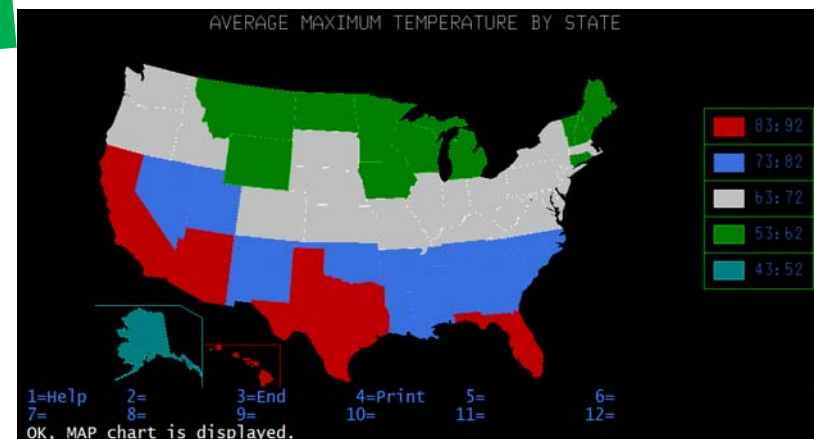 AVERAGE MAXIMUM TEMPERATURE BY STATE
83:92
73:82
63:72
53:62
43:52
1=Help 2= 3=End 4=Print 5= 6=
7= 8= 9= 10= 11= 12=
OK, MAP chart is displayed.